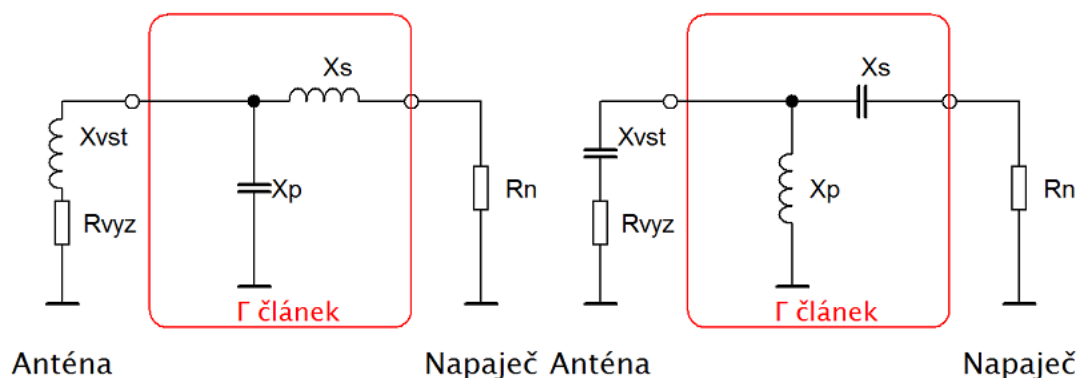 Xs
Xvst
Xp
Rvyz
Rn
Γ článek
Anténa
Napaječ
Xs
Xvst
Xp
Rvyz
Rn
Γ článek
Anténa
Napaječ